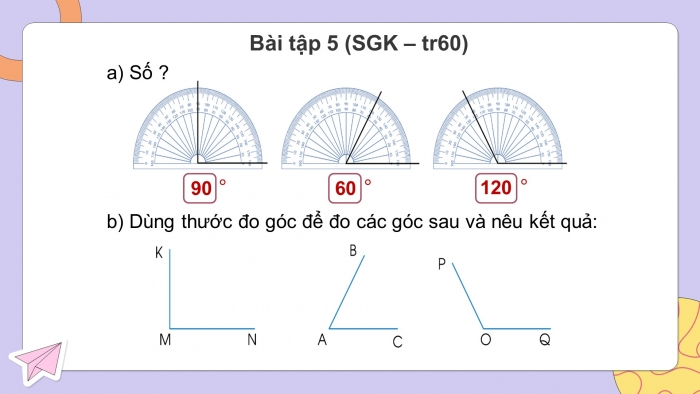 Bài tập 5 (SGK – tr60)
a) Số ?
90 ° 60 ° 120 °
b) Dùng thước đo góc để đo các góc sau và nêu kết quả:
K B P
M N A C O Q